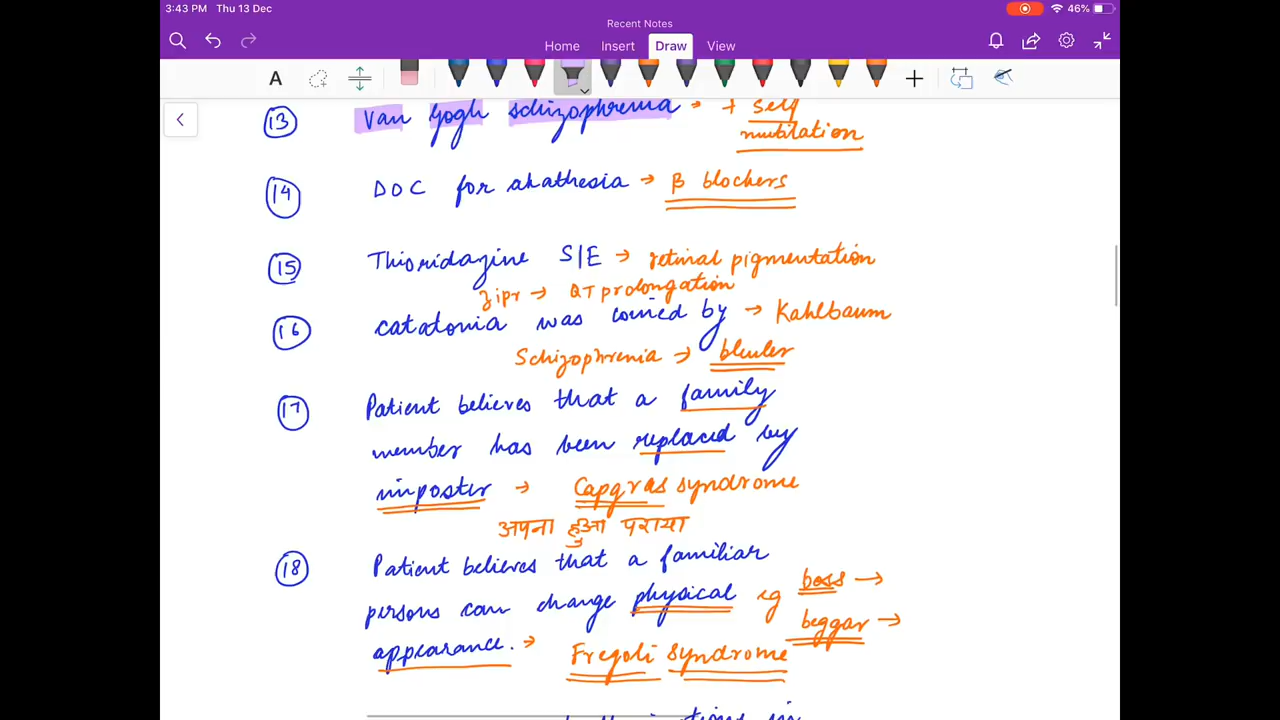 3:43 PM Thu 13 Dec
46%
Recent Notes
Home Insert Draw View
A
13 Van Gogh schizophrenia → + self
mutilation
14 DOC for akathesia → β blockers
15 Thioridazine S/E → retinal pigmentation
zipr → QT prolongation
16 catatonia was coined by → Kahlbaum
Schizophrenia → bleuler
17 Patient believes that a family
member has been replaced by
imposter → Capgras syndrome
अपना हुआ पराया
18 Patient believes that a familiar
persons can change physical eg boss →
beggar →
appearance. → Fregoli syndrome
in